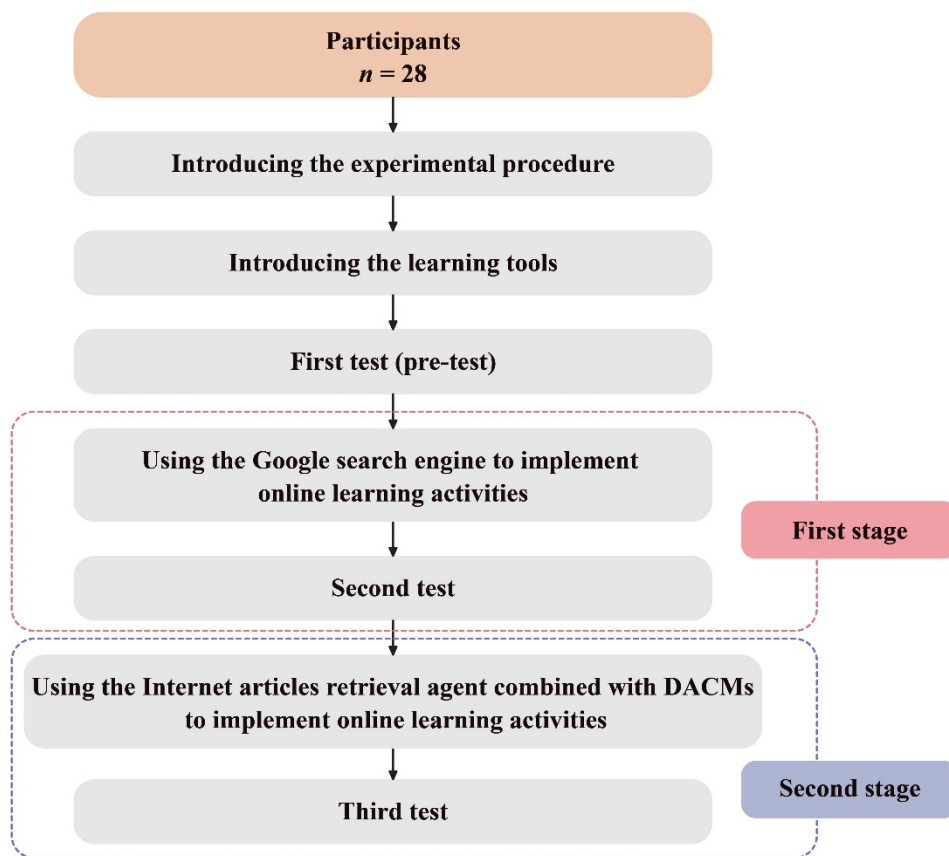 Participants
n = 28
Introducing the experimental procedure
Introducing the learning tools
First test (pre-test)
Using the Google search engine to implement
online learning activities
First stage
Second test
Using the Internet articles retrieval agent combined with DACMs
to implement online learning activities
Second stage
Third test